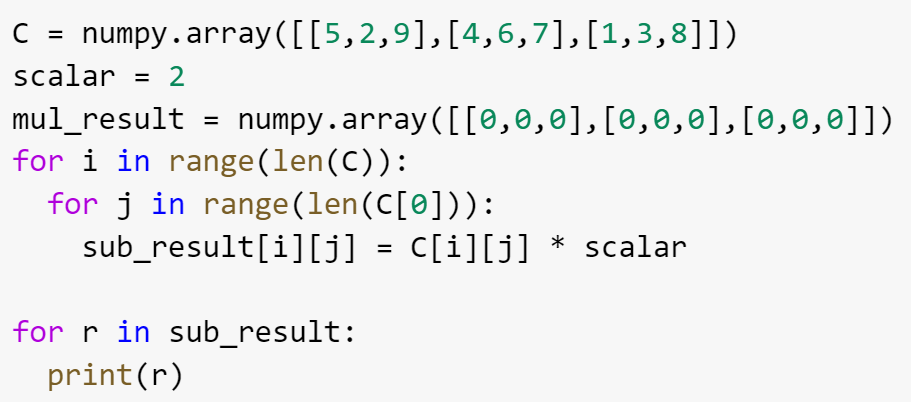 C = numpy.array([[5,2,9],[4,6,7],[1,3,8]])
scalar = 2
mul_result = numpy.array([[0,0,0],[0,0,0],[0,0,0]])
for i in range(len(C)):
  for j in range(len(C[0])):
    sub_result[i][j] = C[i][j] * scalar

for r in sub_result:
  print(r)